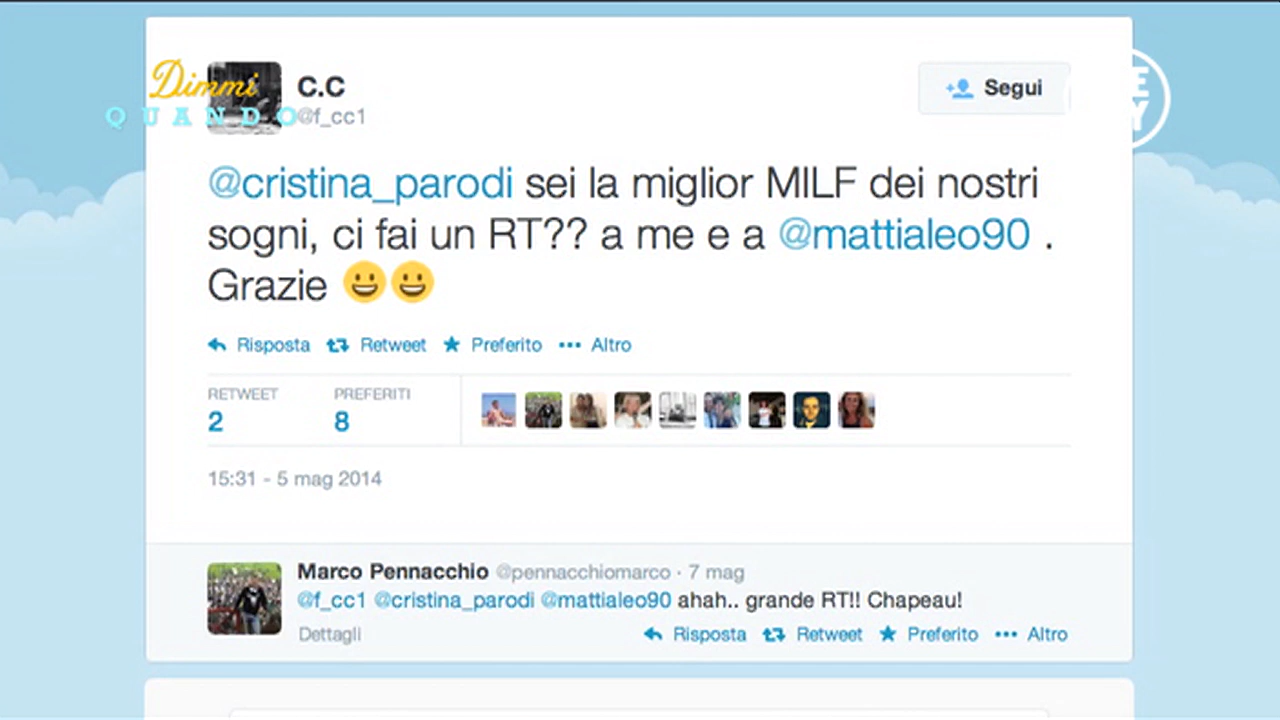 Dimmi
QUANDO
C.C
@f_cc1
Segui
E
Y
@cristina_parodi sei la miglior MILF dei nostri
sogni, ci fai un RT?? a me e a @mattialeo90 .
Grazie 😀😀
Risposta Retweet Preferito ••• Altro
RETWEET PREFERITI
2 8
15:31 - 5 mag 2014
Marco Pennacchio @pennacchiomarco · 7 mag
@f_cc1 @cristina_parodi @mattialeo90 ahah.. grande RT!! Chapeau!
Dettagli Risposta Retweet Preferito ••• Altro